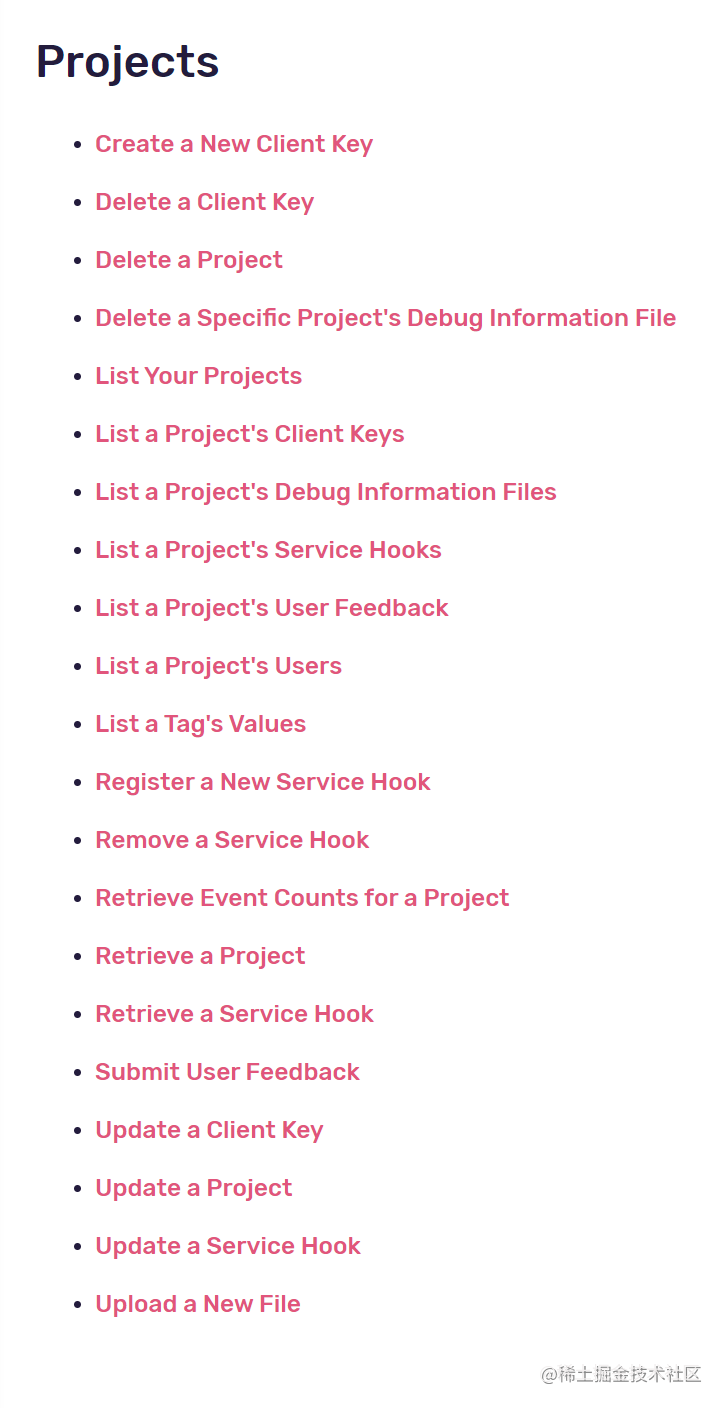 Projects
Create a New Client Key
Delete a Client Key
Delete a Project
Delete a Specific Project's Debug Information File
List Your Projects
List a Project's Client Keys
List a Project's Debug Information Files
List a Project's Service Hooks
List a Project's User Feedback
List a Project's Users
List a Tag's Values
Register a New Service Hook
Remove a Service Hook
Retrieve Event Counts for a Project
Retrieve a Project
Retrieve a Service Hook
Submit User Feedback
Update a Client Key
Update a Project
Update a Service Hook
Upload a New File
@稀土掘金技术社区